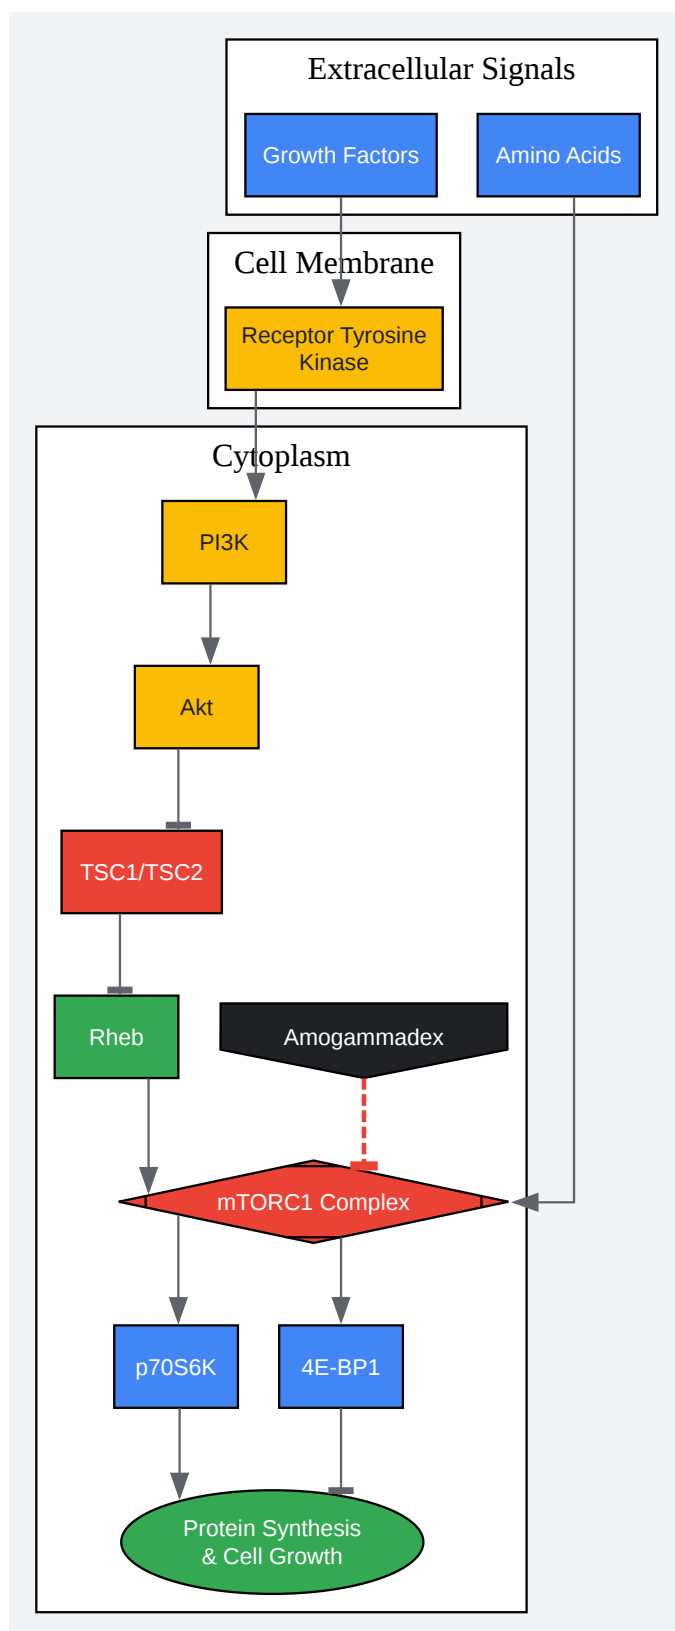 Extracellular Signals
Growth Factors
Amino Acids
Cell Membrane
Receptor Tyrosine
Kinase
Cytoplasm
PI3K
Akt
TSC1/TSC2
Rheb
Amogammadex
mTORC1 Complex
p70S6K
4E-BP1
Protein Synthesis
& Cell Growth